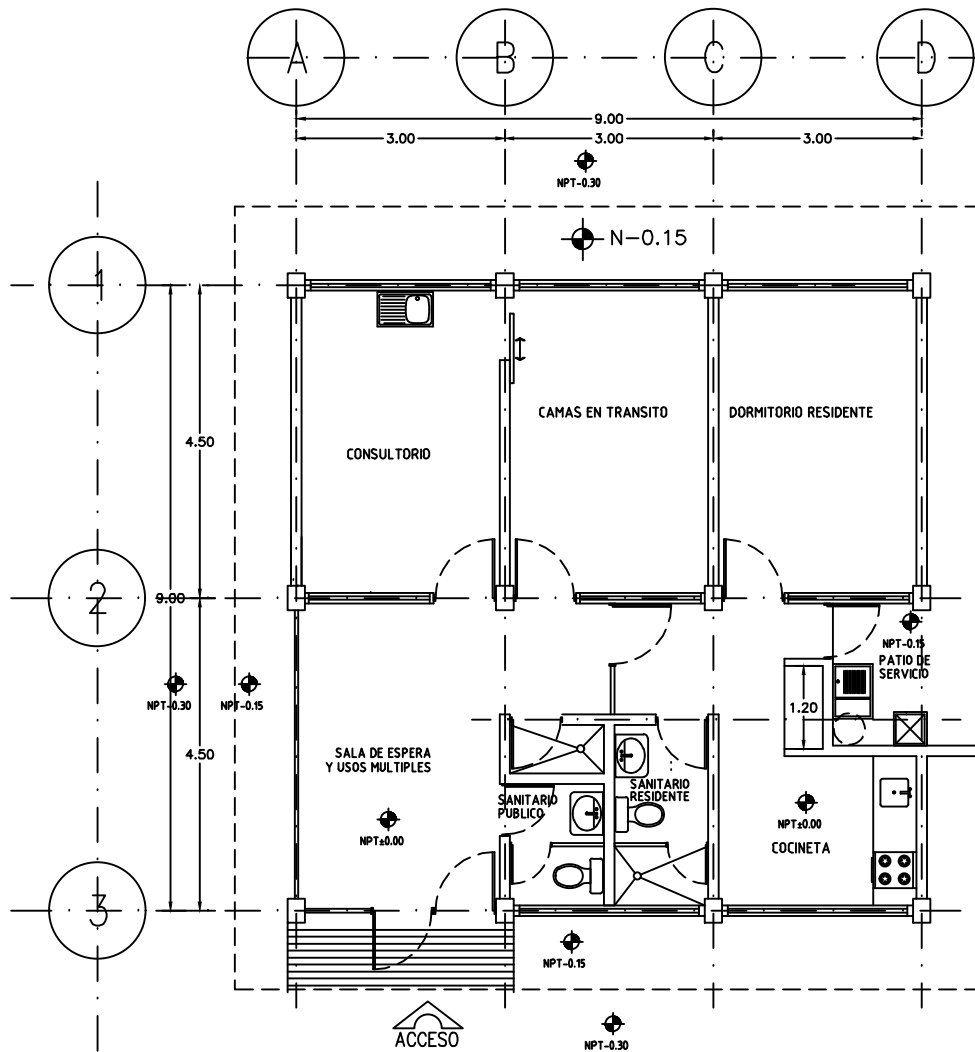 A B C D
9.00
3.00 3.00 3.00
NPT-0.30
N-0.15
1
4.50
CAMAS EN TRANSITO
DORMITORIO RESIDENTE
CONSULTORIO
2
9.00
NPT-0.15
PATIO DE
SERVICIO
NPT-0.30
NPT-0.15
1.20
4.50
SALA DE ESPERA
Y USOS MULTIPLES
SANITARIO
RESIDENTE
SANITARIO
PUBLICO
NPT±0.00
NPT±0.00
COCINETA
3
NPT-0.15
ACCESO
NPT-0.30